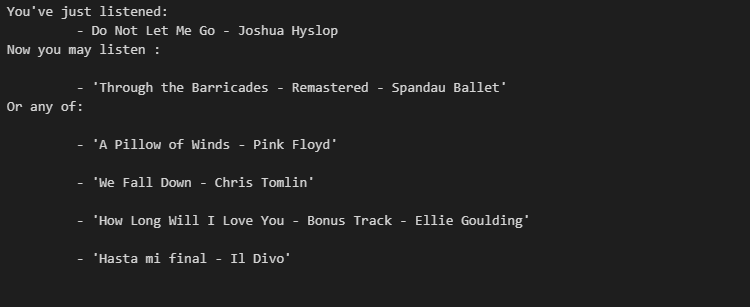 You've just listened:
- Do Not Let Me Go - Joshua Hyslop
Now you may listen :
- 'Through the Barricades - Remastered - Spandau Ballet'
Or any of:
- 'A Pillow of Winds - Pink Floyd'
- 'We Fall Down - Chris Tomlin'
- 'How Long Will I Love You - Bonus Track - Ellie Goulding'
- 'Hasta mi final - Il Divo'